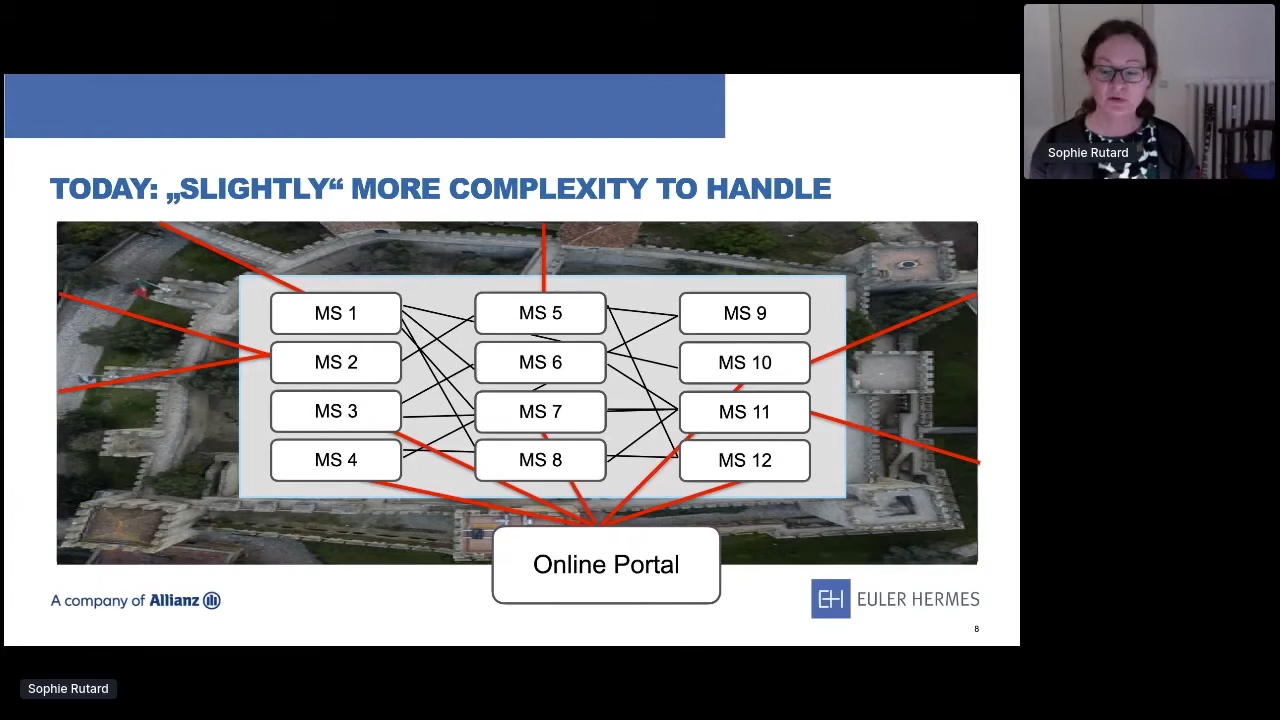 Sophie Rutard
TODAY: „SLIGHTLY“ MORE COMPLEXITY TO HANDLE
MS 1
MS 5
MS 9
MS 2
MS 6
MS 10
MS 3
MS 7
MS 11
MS 4
MS 8
MS 12
Online Portal
A company of Allianz
EH EULER HERMES
8
Sophie Rutard